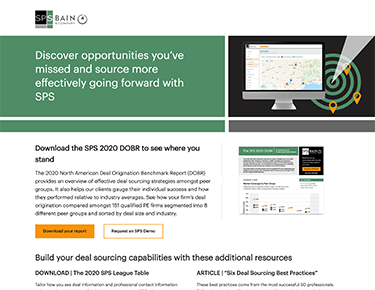 SPS BAIN
& COMPANY
Discover opportunities you've
missed and source more
effectively going forward with
SPS
Download the SPS 2020 DOBR to see where you
stand
The 2020 North American Deal Origination Benchmark Report (DOBR)
provides an overview of effective deal sourcing strategies amongst peer
groups. It also helps our clients gauge their individual success and how
they performed relative to industry averages. See how your firm's deal
origination compared amongst 151 qualified PE firms segmented into 8
different peer groups and sorted by deal size and industry.
The SPS 2020 DOBR
Download your report
Request an SPS Demo
Build your deal sourcing capabilities with these additional resources
DOWNLOAD | The 2020 SPS League Table
Tailor how you see deal information and professional contact information
ARTICLE | "Six Deal Sourcing Best Practices"
These best practices come from the most successful SPS professionals.